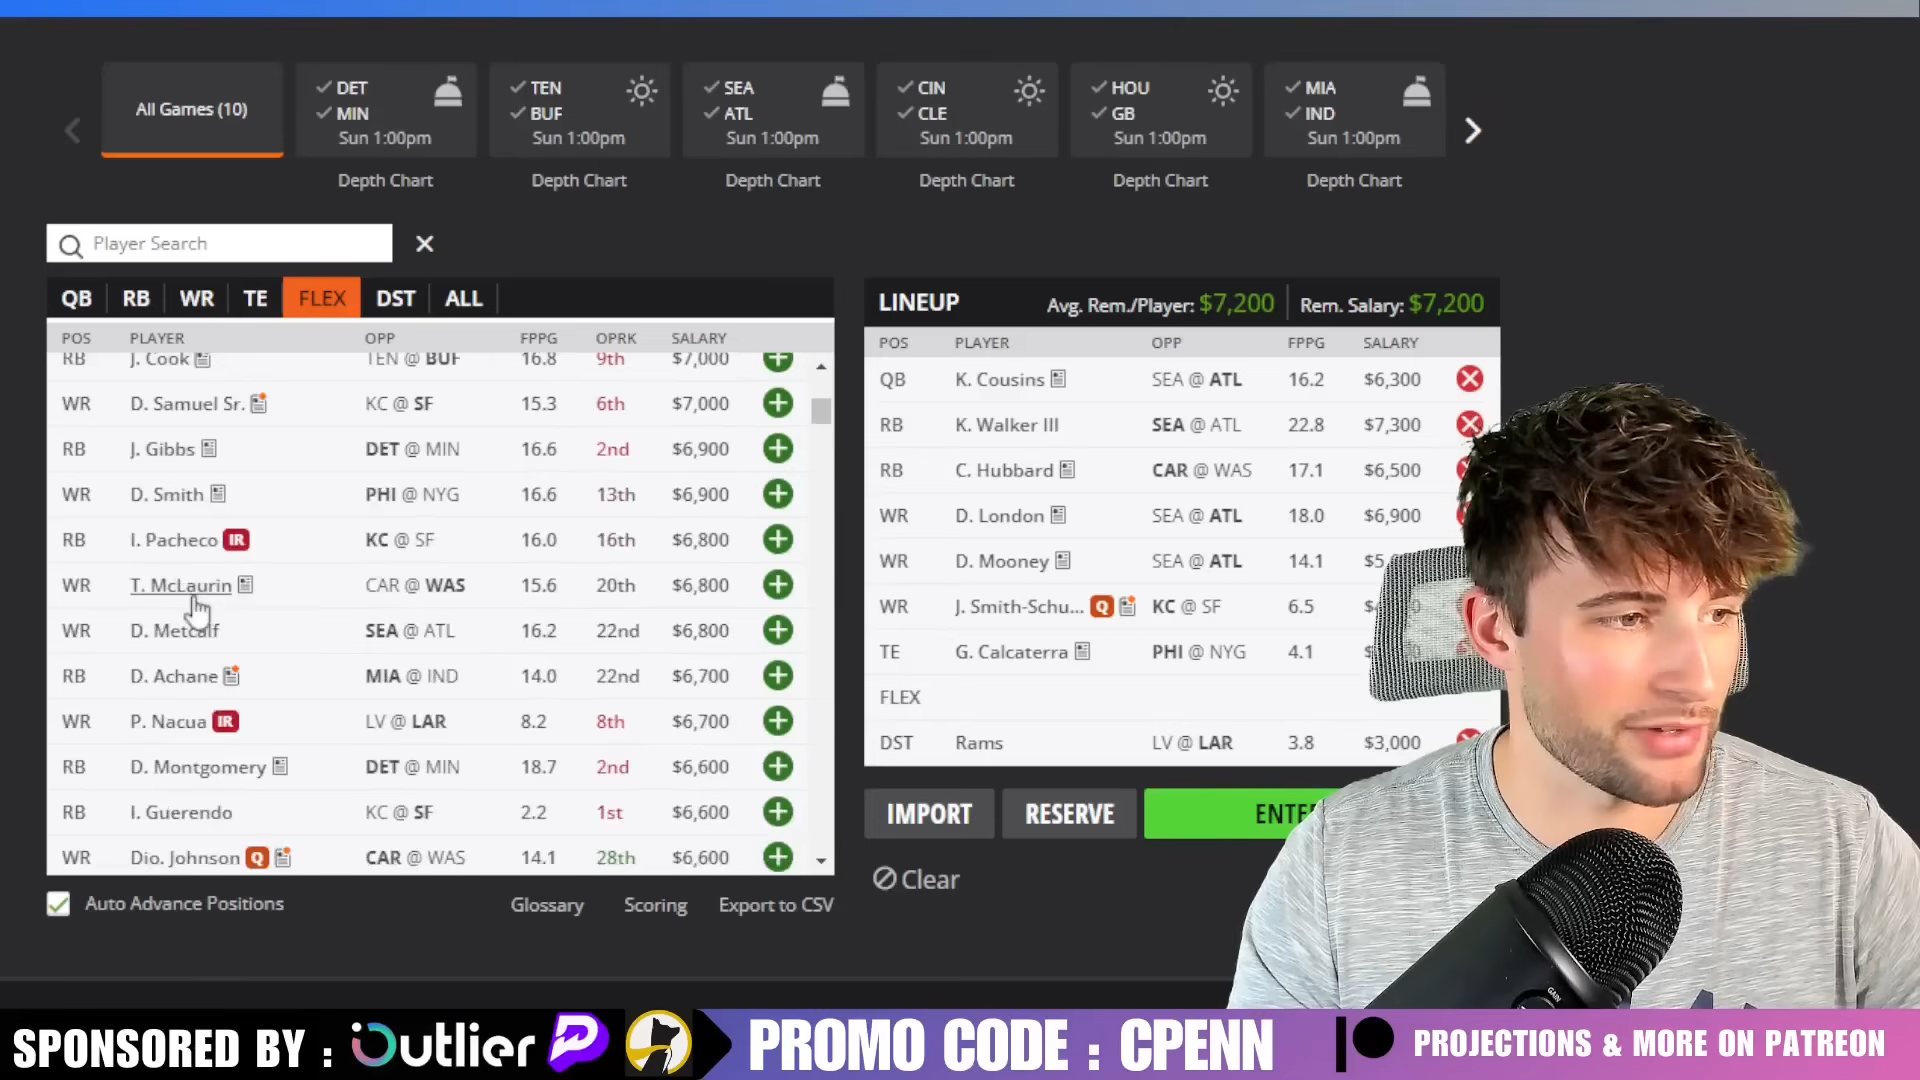 All Games (10)
DET
MIN
Sun 1:00pm
Depth Chart
TEN
BUF
Sun 1:00pm
Depth Chart
SEA
ATL
Sun 1:00pm
Depth Chart
CIN
CLE
Sun 1:00pm
Depth Chart
HOU
GB
Sun 1:00pm
Depth Chart
MIA
IND
Sun 1:00pm
Depth Chart
Player Search
QB RB WR TE FLEX DST ALL
POS PLAYER OPP FPPG OPRK SALARY
RB J. Cook TEN @ BUF 16.8 9th $7,000
WR D. Samuel Sr. KC @ SF 15.3 6th $7,000
RB J. Gibbs DET @ MIN 16.6 2nd $6,900
WR D. Smith PHI @ NYG 16.6 13th $6,900
RB I. Pacheco IR KC @ SF 16.0 16th $6,800
WR T. McLaurin CAR @ WAS 15.6 20th $6,800
WR D. Metcalf SEA @ ATL 16.2 22nd $6,800
RB D. Achane MIA @ IND 14.0 22nd $6,700
WR P. Nacua IR LV @ LAR 8.2 8th $6,700
RB D. Montgomery DET @ MIN 18.7 2nd $6,600
RB I. Guerendo KC @ SF 2.2 1st $6,600
WR Dio. Johnson Q CAR @ WAS 14.1 28th $6,600
Auto Advance Positions
Glossary Scoring Export to CSV
LINEUP Avg. Rem./Player: $7,200 Rem. Salary: $7,200
POS PLAYER OPP FPPG SALARY
QB K. Cousins SEA @ ATL 16.2 $6,300
RB K. Walker III SEA @ ATL 22.8 $7,300
RB C. Hubbard CAR @ WAS 17.1 $6,500
WR D. London SEA @ ATL 18.0 $6,900
WR D. Mooney SEA @ ATL 14.1
WR J. Smith-Schu... Q KC @ SF 6.5
TE G. Calcaterra PHI @ NYG 4.1
FLEX
DST Rams LV @ LAR 3.8 $3,000
IMPORT RESERVE
Clear
GAIN
SPONSORED BY : Outlier P PROMO CODE : CPENN PROJECTIONS & MORE ON PATREON